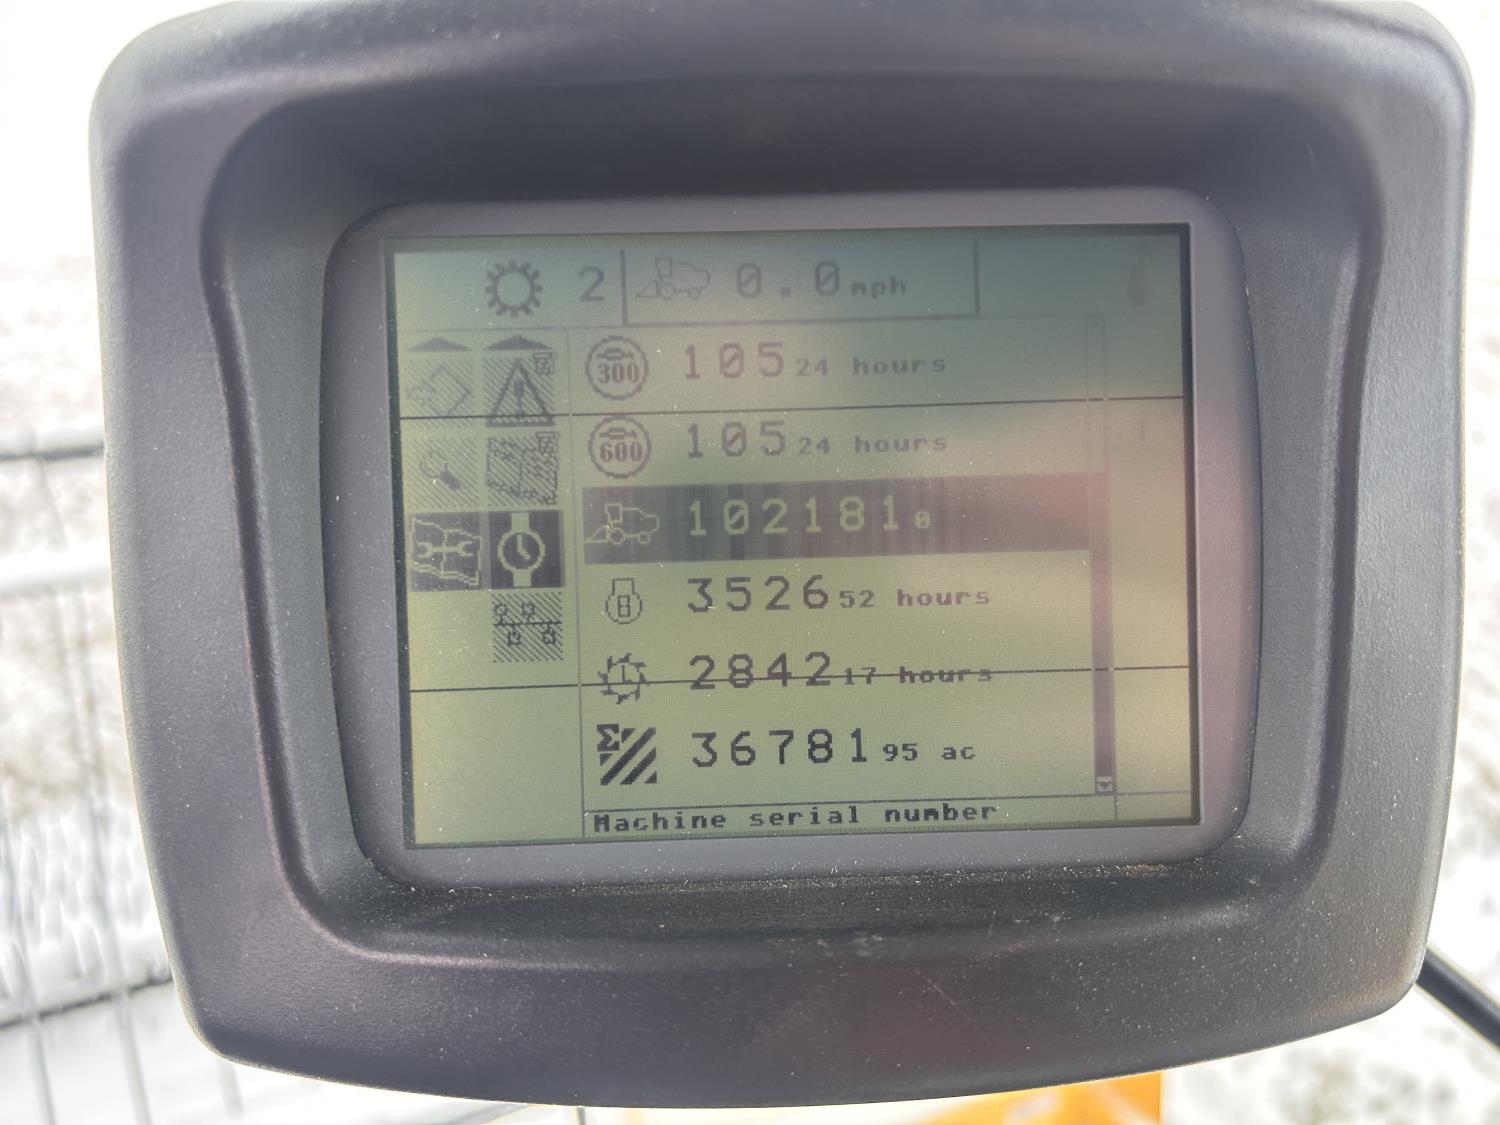 2 0.0 mph
300 105 24 hours
600 105 24 hours
102181 0
3526 52 hours
2842 17 hours
Σ 36781 95 ac
Machine serial number